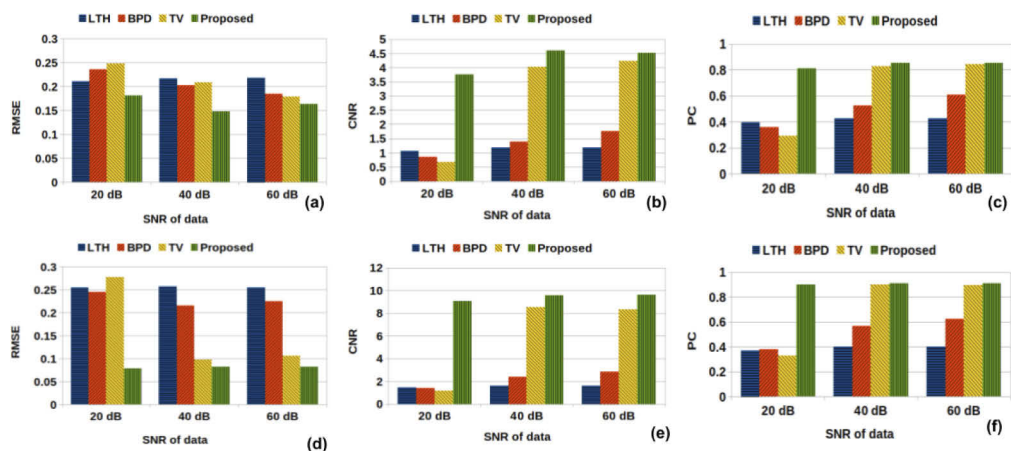 LTH BPD TV Proposed
0.3
0.25
0.2
0.15
0.1
0.05
0
RMSE
20 dB 40 dB 60 dB
SNR of data
(a)
LTH BPD TV Proposed
5
4.5
4
3.5
3
2.5
2
1.5
1
0.5
0
CNR
20 dB 40 dB 60 dB
SNR of data
(b)
LTH BPD TV Proposed
1
0.8
0.6
0.4
0.2
0
PC
20 dB 40 dB 60 dB
SNR of data
(c)
LTH BPD TV Proposed
0.3
0.25
0.2
0.15
0.1
0.05
0
RMSE
20 dB 40 dB 60 dB
SNR of data
(d)
LTH BPD TV Proposed
12
10
8
6
4
2
0
CNR
20 dB 40 dB 60 dB
SNR of data
(e)
LTH BPD TV Proposed
1
0.8
0.6
0.4
0.2
0
PC
20 dB 40 dB 60 dB
SNR of data
(f)